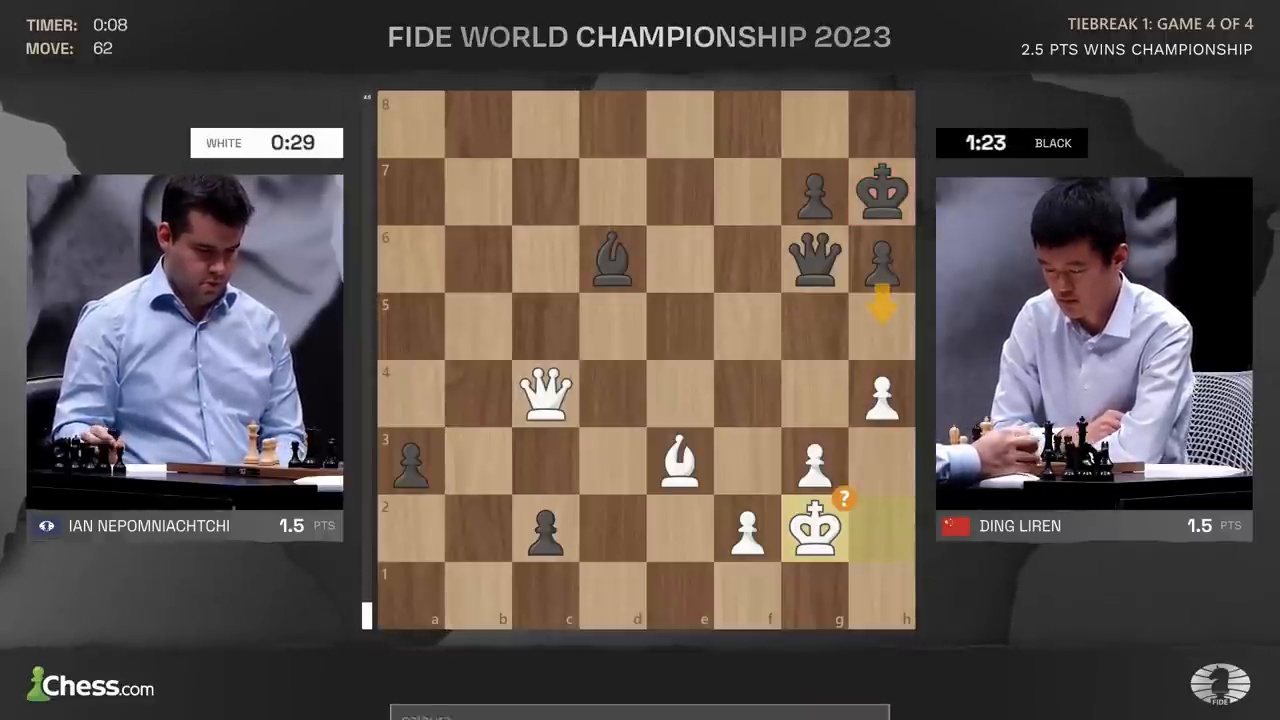 TIMER: 0:08
MOVE: 62
FIDE WORLD CHAMPIONSHIP 2023
TIEBREAK 1: GAME 4 OF 4
2.5 PTS WINS CHAMPIONSHIP
WHITE 0:29
1:23 BLACK
8
7
6
5
4
3
2
1
a b c d e f g h
?
IAN NEPOMNIACHTCHI 1.5 PTS
DING LIREN 1.5 PTS
Chess.com
FIDE